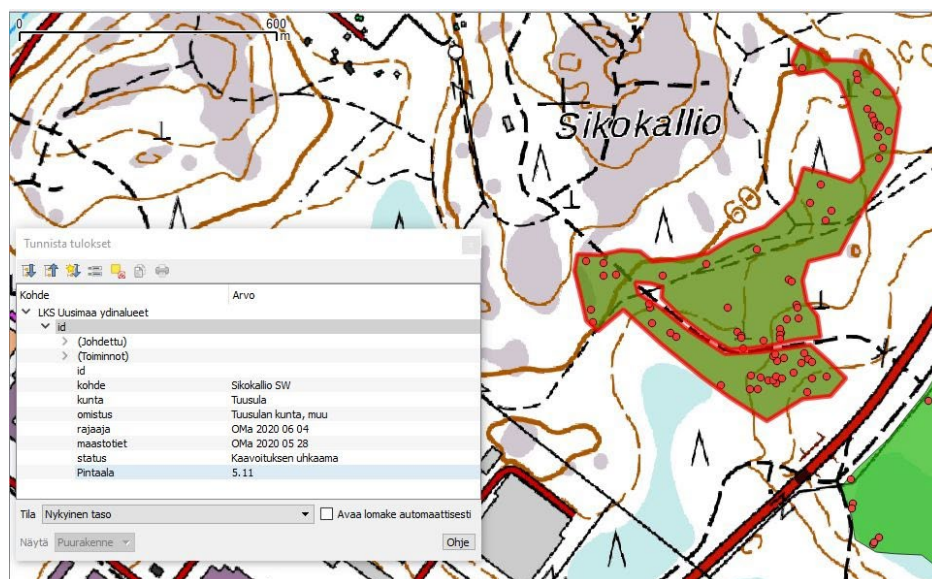 0
600
m
Sikokallio
60
Tunnista tulokset
Kohde
Arvo
LKS Uusimaa ydinalueet
id
(Johdettu)
(Toiminnot)
id
kohde Sikokallio SW
kunta Tuusula
omistus Tuusulan kunta, muu
rajaaja OMa 2020 06 04
maastotiet OMa 2020 05 28
status Kaavoituksen uhkaama
Pintaala 5.11
Tila Nykyinen taso Avaa lomake automaattisesti
Näytä Puurakenne Ohje